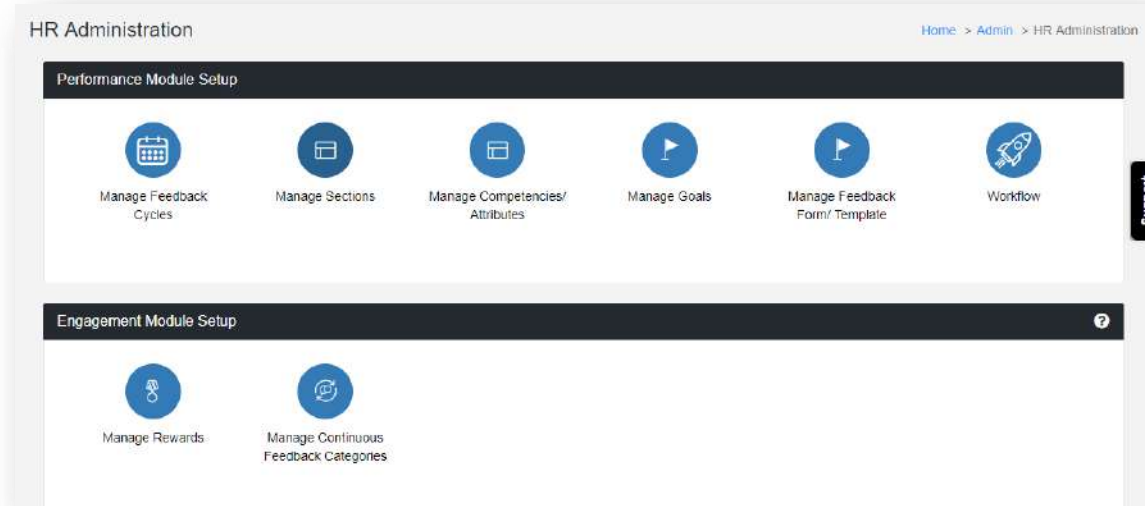 HR Administration
Home > Admin > HR Administration
Performance Module Setup
Manage Feedback
Cycles
Manage Sections
Manage Competencies/
Attributes
Manage Goals
Manage Feedback
Form/ Template
Workflow
Engagement Module Setup
Manage Rewards
Manage Continuous
Feedback Categories